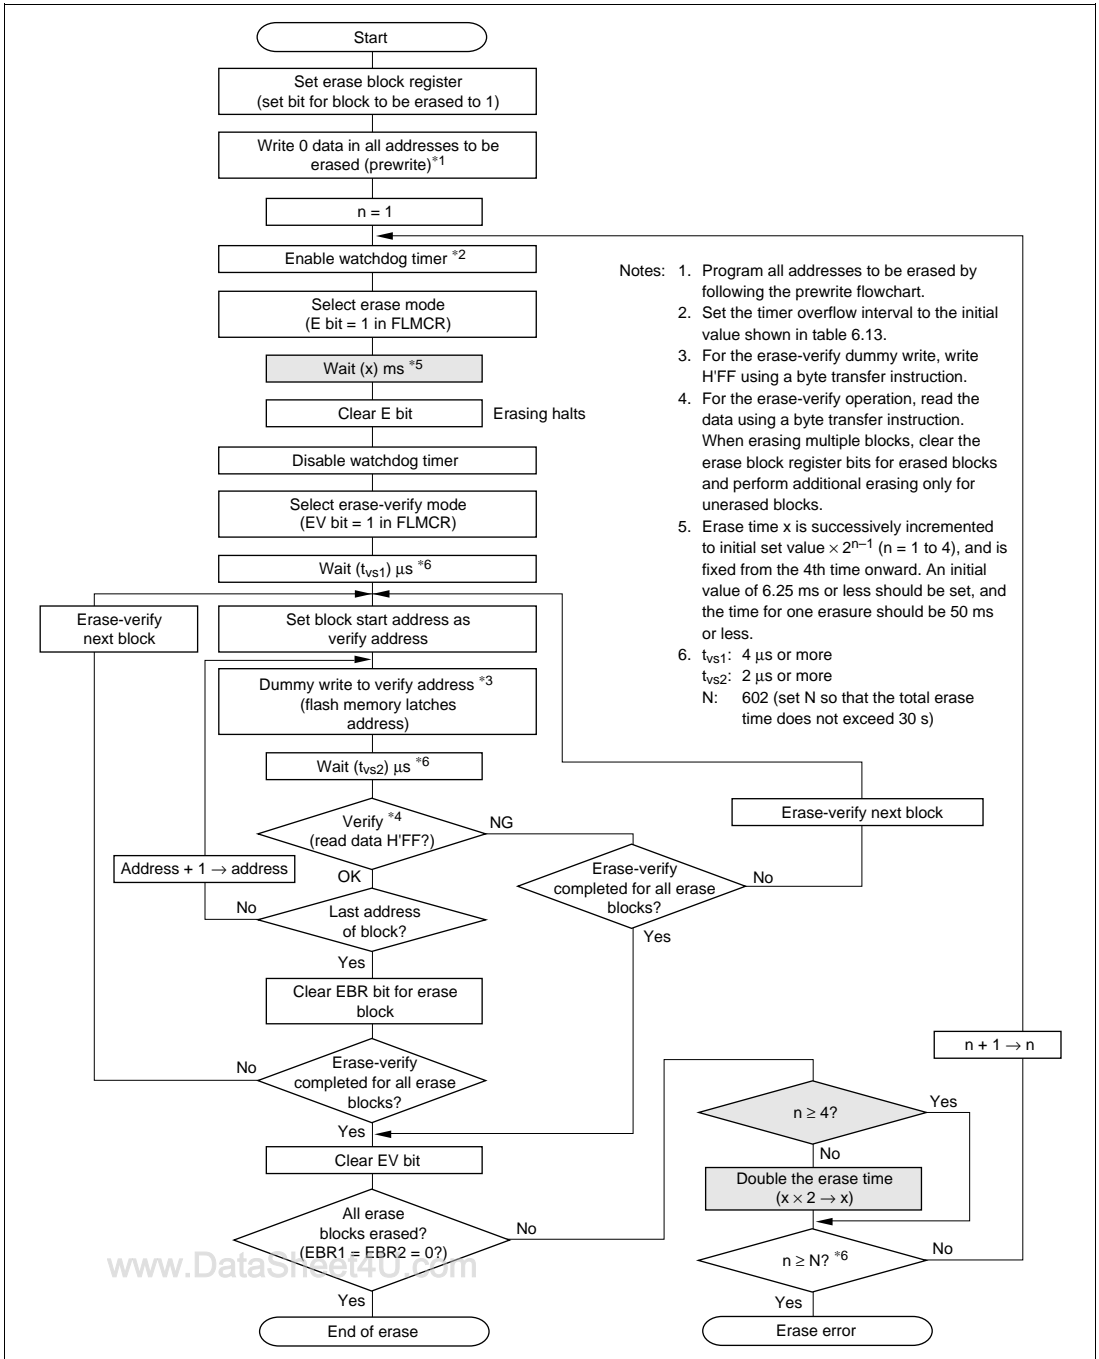 Start
Set erase block register
(set bit for block to be erased to 1)
Write 0 data in all addresses to be
erased (prewrite)*1
n = 1
Enable watchdog timer *2
Select erase mode
(E bit = 1 in FLMCR)
Wait (x) ms *5
Clear E bit
Erasing halts
Disable watchdog timer
Select erase-verify mode
(EV bit = 1 in FLMCR)
Wait (tvs1) μs *6
Erase-verify
next block
Set block start address as
verify address
Dummy write to verify address *3
(flash memory latches
address)
Wait (tvs2) μs *6
Verify *4
(read data H'FF?)
NG
OK
Address + 1 → address
No
Last address
of block?
Yes
Clear EBR bit for erase
block
No
Erase-verify
completed for all erase
blocks?
Yes
Clear EV bit
All erase
blocks erased?
(EBR1 = EBR2 = 0?)
No
Yes
End of erase
Notes: 1. Program all addresses to be erased by
following the prewrite flowchart.
2. Set the timer overflow interval to the initial
value shown in table 6.13.
3. For the erase-verify dummy write, write
H'FF using a byte transfer instruction.
4. For the erase-verify operation, read the
data using a byte transfer instruction.
When erasing multiple blocks, clear the
erase block register bits for erased blocks
and perform additional erasing only for
unerased blocks.
5. Erase time x is successively incremented
to initial set value × 2n–1 (n = 1 to 4), and is
fixed from the 4th time onward. An initial
value of 6.25 ms or less should be set, and
the time for one erasure should be 50 ms
or less.
6. tvs1: 4 μs or more
tvs2: 2 μs or more
N: 602 (set N so that the total erase
time does not exceed 30 s)
Erase-verify next block
Erase-verify
completed for all erase
blocks?
No
Yes
n + 1 → n
n ≥ 4?
Yes
No
Double the erase time
(x × 2 → x)
n ≥ N? *6
No
Yes
Erase error
www.DataSheet4U.com